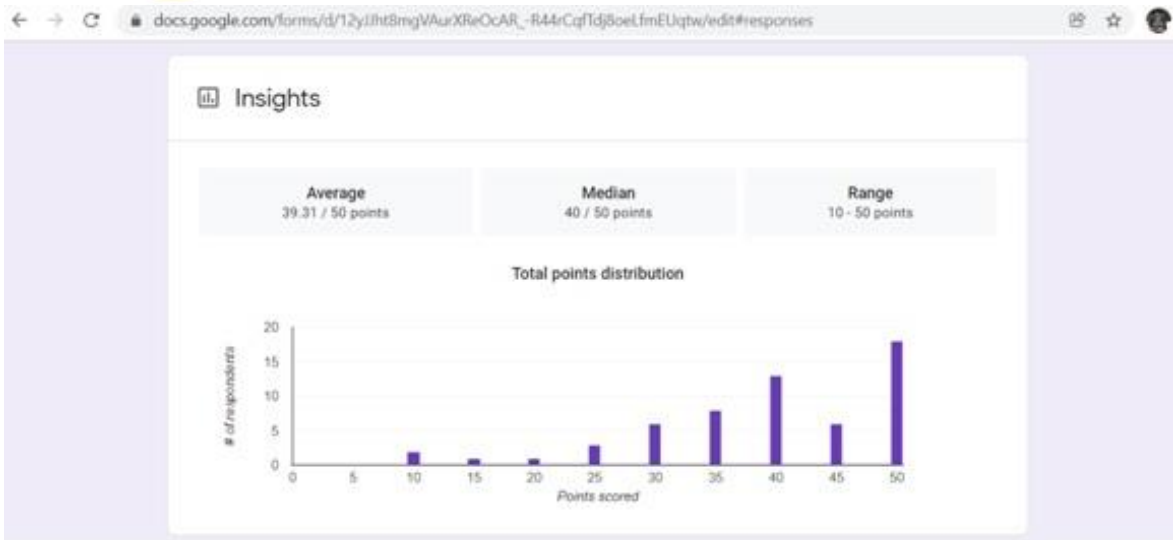 docs.google.com/forms/d/12yJJht8mgVAurXReOcAR_-R44rCqfTdj8oeLfmEUqtw/edit#responses
Insights
Average Median Range
39.31 / 50 points 40 / 50 points 10 - 50 points
Total points distribution
# of respondents
20
15
10
5
0
0 5 10 15 20 25 30 35 40 45 50
Points scored